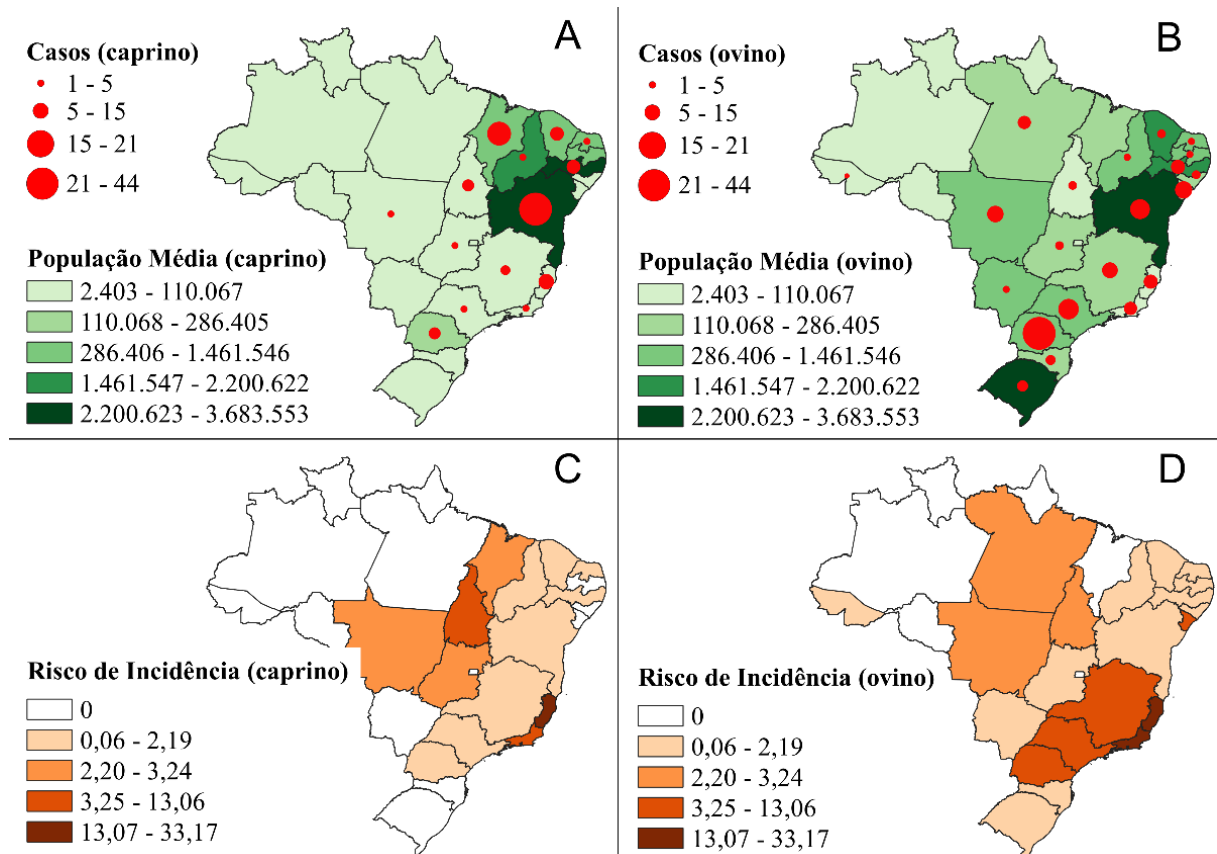 A
Casos (caprino)
1 - 5
5 - 15
15 - 21
21 - 44
População Média (caprino)
2.403 - 110.067
110.068 - 286.405
286.406 - 1.461.546
1.461.547 - 2.200.622
2.200.623 - 3.683.553
B
Casos (ovino)
1 - 5
5 - 15
15 - 21
21 - 44
População Média (ovino)
2.403 - 110.067
110.068 - 286.405
286.406 - 1.461.546
1.461.547 - 2.200.622
2.200.623 - 3.683.553
C
Risco de Incidência (caprino)
0
0,06 - 2,19
2,20 - 3,24
3,25 - 13,06
13,07 - 33,17
D
Risco de Incidência (ovino)
0
0,06 - 2,19
2,20 - 3,24
3,25 - 13,06
13,07 - 33,17